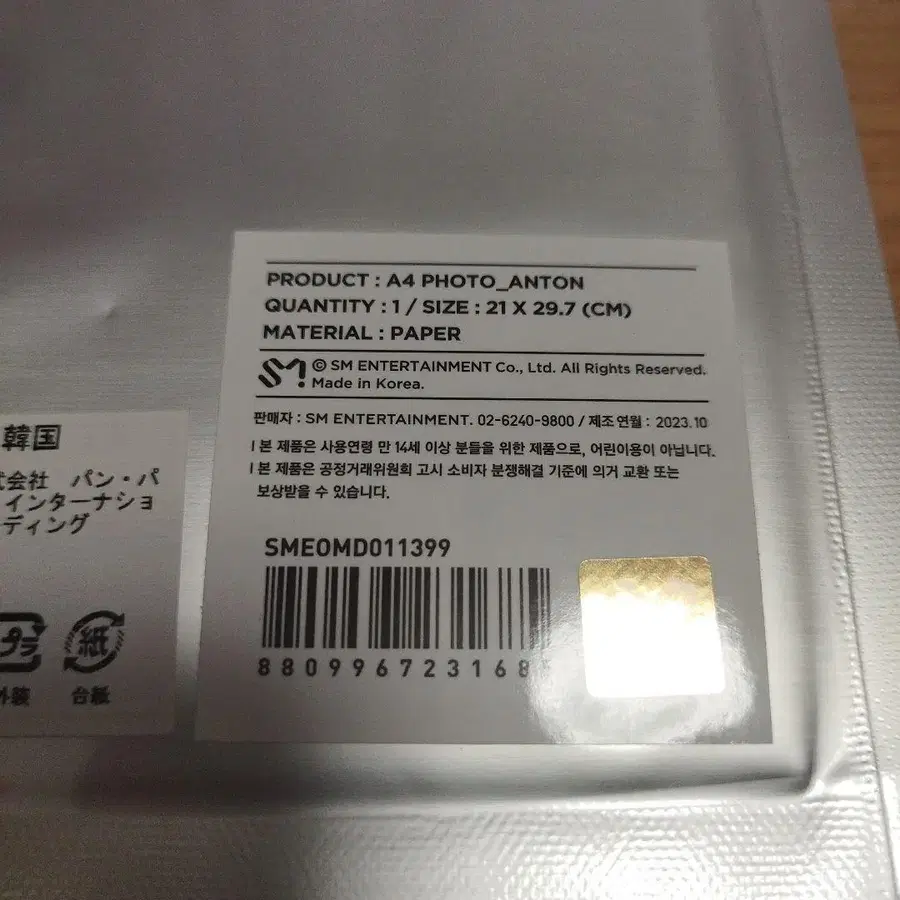 PRODUCT : A4 PHOTO_ANTON
QUANTITY : 1 / SIZE : 21 X 29.7 (CM)
MATERIAL : PAPER
SM
© SM ENTERTAINMENT Co., Ltd. All Rights Reserved.
Made in Korea.
판매자 : SM ENTERTAINMENT. 02-6240-9800 / 제조연월 : 2023.10
ㅣ본 제품은 사용연령 만 14세 이상 분들을 위한 제품으로, 어린이용이 아닙니다.
ㅣ본 제품은 공정거래위원회 고시 소비자 분쟁해결 기준에 의거 교환 또는
보상받을 수 있습니다.
SMEOMD011399
880996723168
韓国
式会社 パン・パ
インターナショ
ディング
プラ
紙
外装
台紙